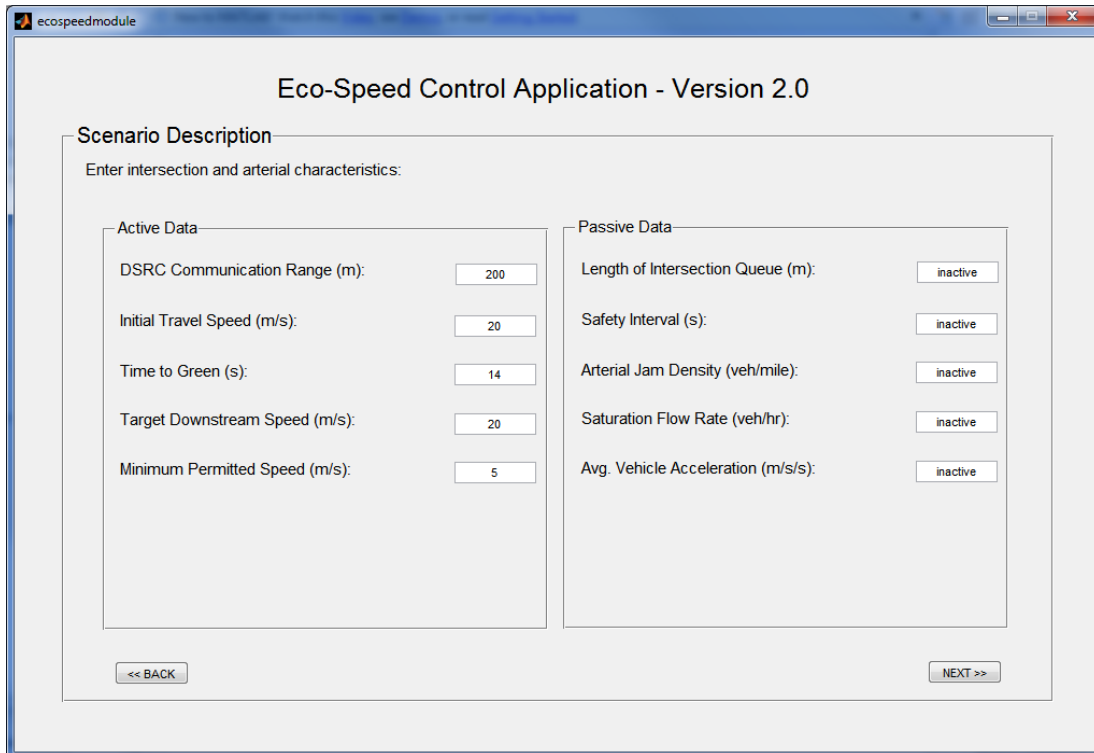 ecospeedmodule
Eco-Speed Control Application - Version 2.0
Scenario Description
Enter intersection and arterial characteristics:
Active Data
DSRC Communication Range (m): 200
Initial Travel Speed (m/s): 20
Time to Green (s): 14
Target Downstream Speed (m/s): 20
Minimum Permitted Speed (m/s): 5
Passive Data
Length of Intersection Queue (m): inactive
Safety Interval (s): inactive
Arterial Jam Density (veh/mile): inactive
Saturation Flow Rate (veh/hr): inactive
Avg. Vehicle Acceleration (m/s/s): inactive
<< BACK
NEXT >>